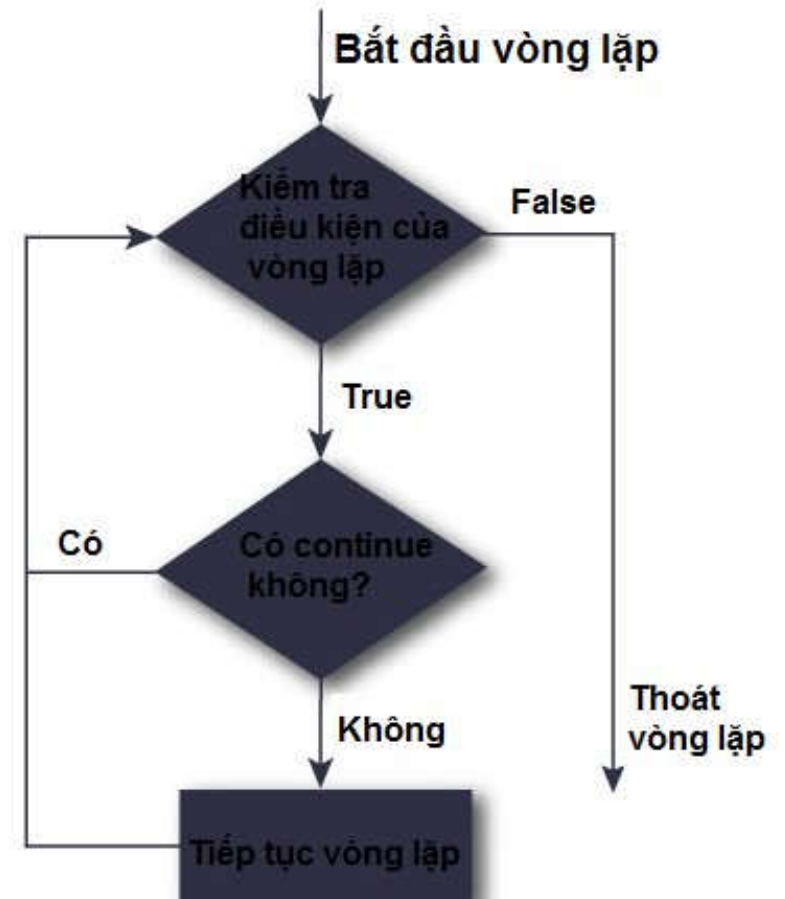 Bắt đầu vòng lặp
Kiểm tra
điều kiện của
vòng lặp
False
True
Có
Có continue
không?
Không
Thoát
vòng lặp
Tiếp tục vòng lặp